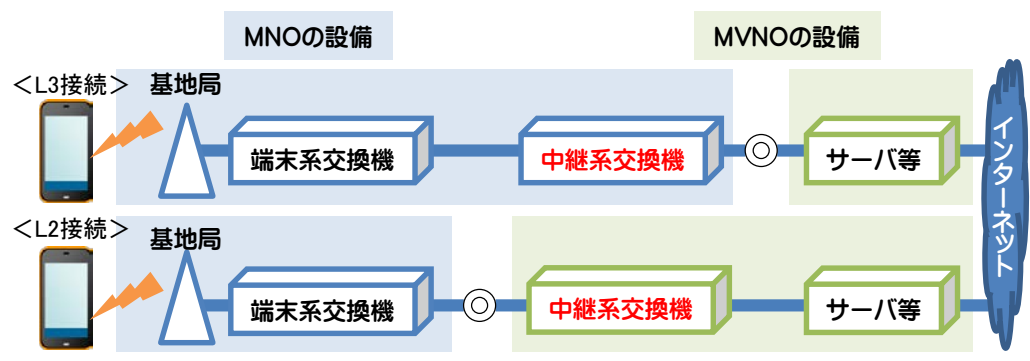 MNOの設備
MVNOの設備
＜L3接続＞
基地局
端末系交換機
中継系交換機
サーバ等
インターネット
＜L2接続＞
基地局
端末系交換機
中継系交換機
サーバ等